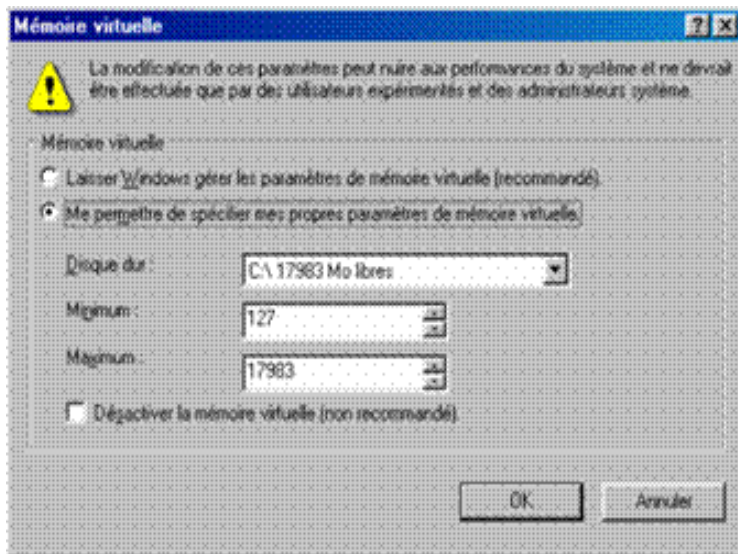 Mémoire virtuelle
La modification de ces paramètres peut nuire aux performances du système et ne devrait
être effectuée que par des utilisateurs expérimentés et des administrateurs système.
Mémoire virtuelle
Laisser Windows gérer les paramètres de mémoire virtuelle (recommandé).
Me permettre de spécifier mes propres paramètres de mémoire virtuelle.
Disque dur :
C:\ 17983 Mo libres
Minimum :
127
Maximum :
17983
Désactiver la mémoire virtuelle (non recommandé).
OK
Annuler